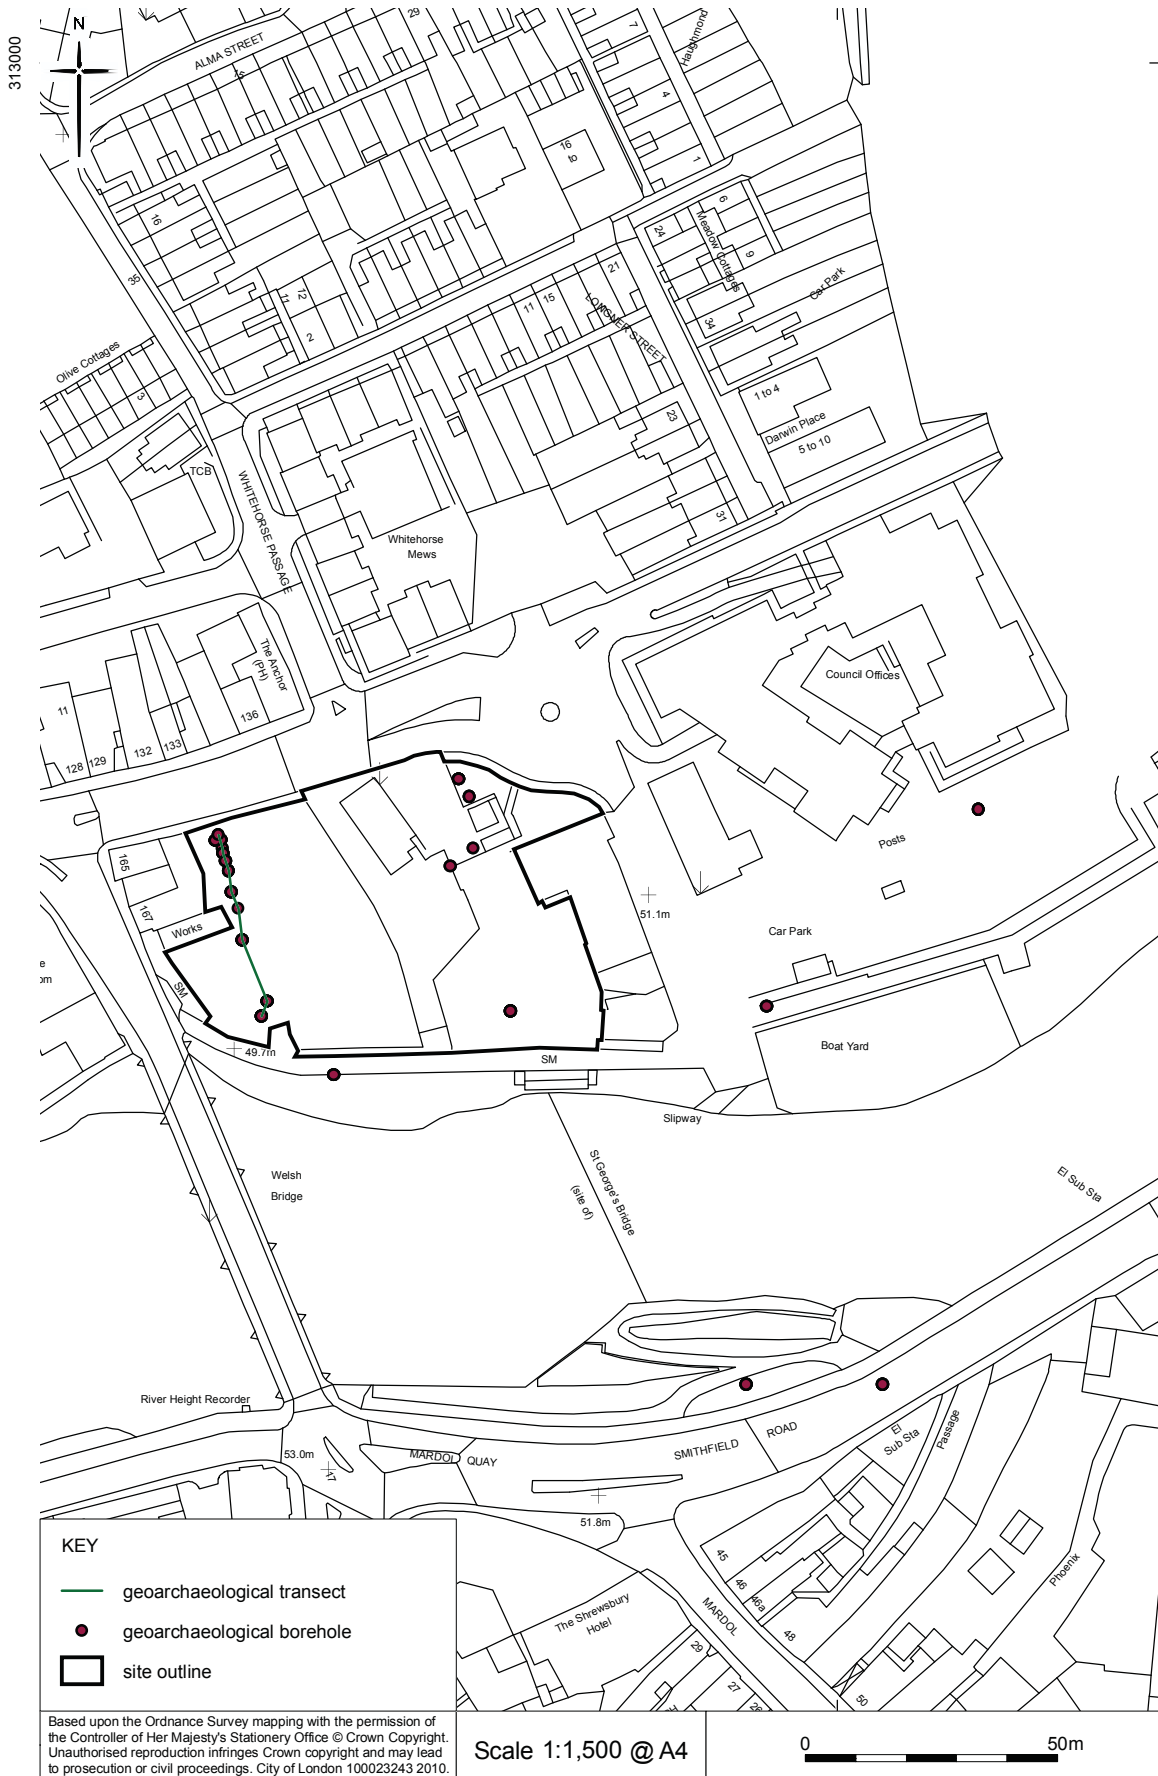 N
313000
ALMA STREET
15
29
7
Haughmond
4
1
16
to
16
35
11
12
2
6
24
Meadow Cottages
9
Car Park
34
21
11
15
LONGNER STREET
Olive Cottages
3
1 to 4
Darwin Place
5 to 10
23
31
TCB
WHITEHORSE PASSAGE
Whitehorse
Mews
The Anchor
(PH)
136
11
128
129
132
133
Council Offices
Posts
165
167
Works
SM
51.1m
Car Park
e
om
49.7m
SM
Boat Yard
Slipway
Welsh
Bridge
St George's Bridge
(site of)
El Sub Sta
River Height Recorder
53.0m
47
MARDOL QUAY
SMITHFIELD ROAD
El
Sub Sta
Passage
51.8m
45
46
46a
48
MARDOL
The Shrewsbury
Hotel
29
27
26
50
Phoenix
KEY
geoarchaeological transect
geoarchaeological borehole
site outline
Based upon the Ordnance Survey mapping with the permission of
the Controller of Her Majesty's Stationery Office © Crown Copyright.
Unauthorised reproduction infringes Crown copyright and may lead
to prosecution or civil proceedings. City of London 100023243 2010.
Scale 1:1,500 @ A4
0
50m